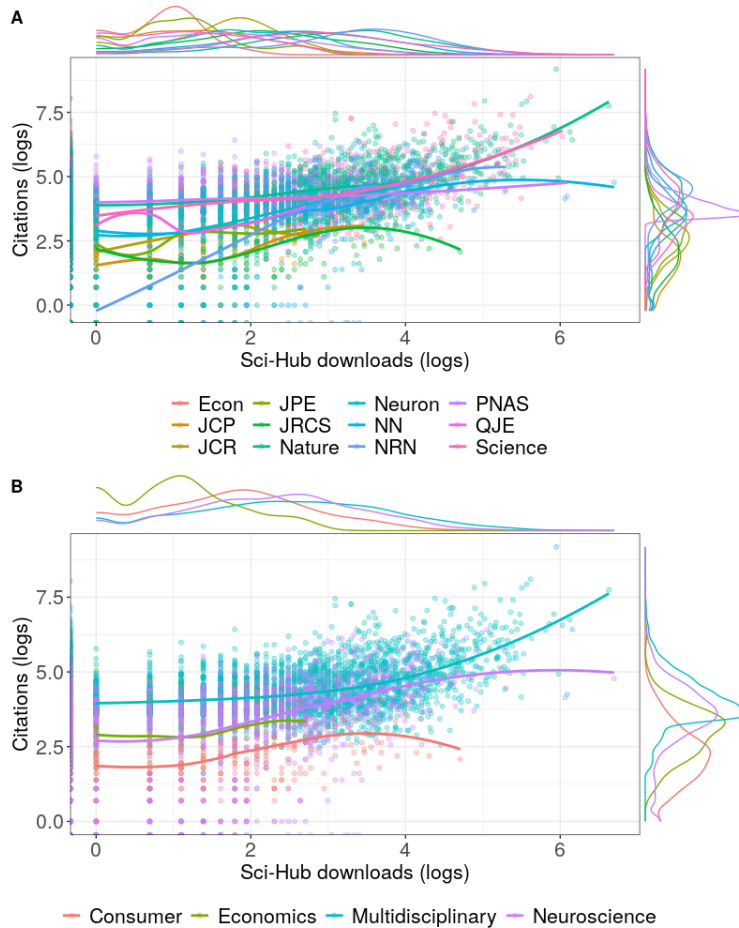 A
7.5
5.0
2.5
0.0
Citations (logs)
0 2 4 6
Sci-Hub downloads (logs)
Econ JPE Neuron PNAS
JCP JRCS NN QJE
JCR Nature NRN Science
B
7.5
5.0
2.5
0.0
Citations (logs)
0 2 4 6
Sci-Hub downloads (logs)
Consumer Economics Multidisciplinary Neuroscience